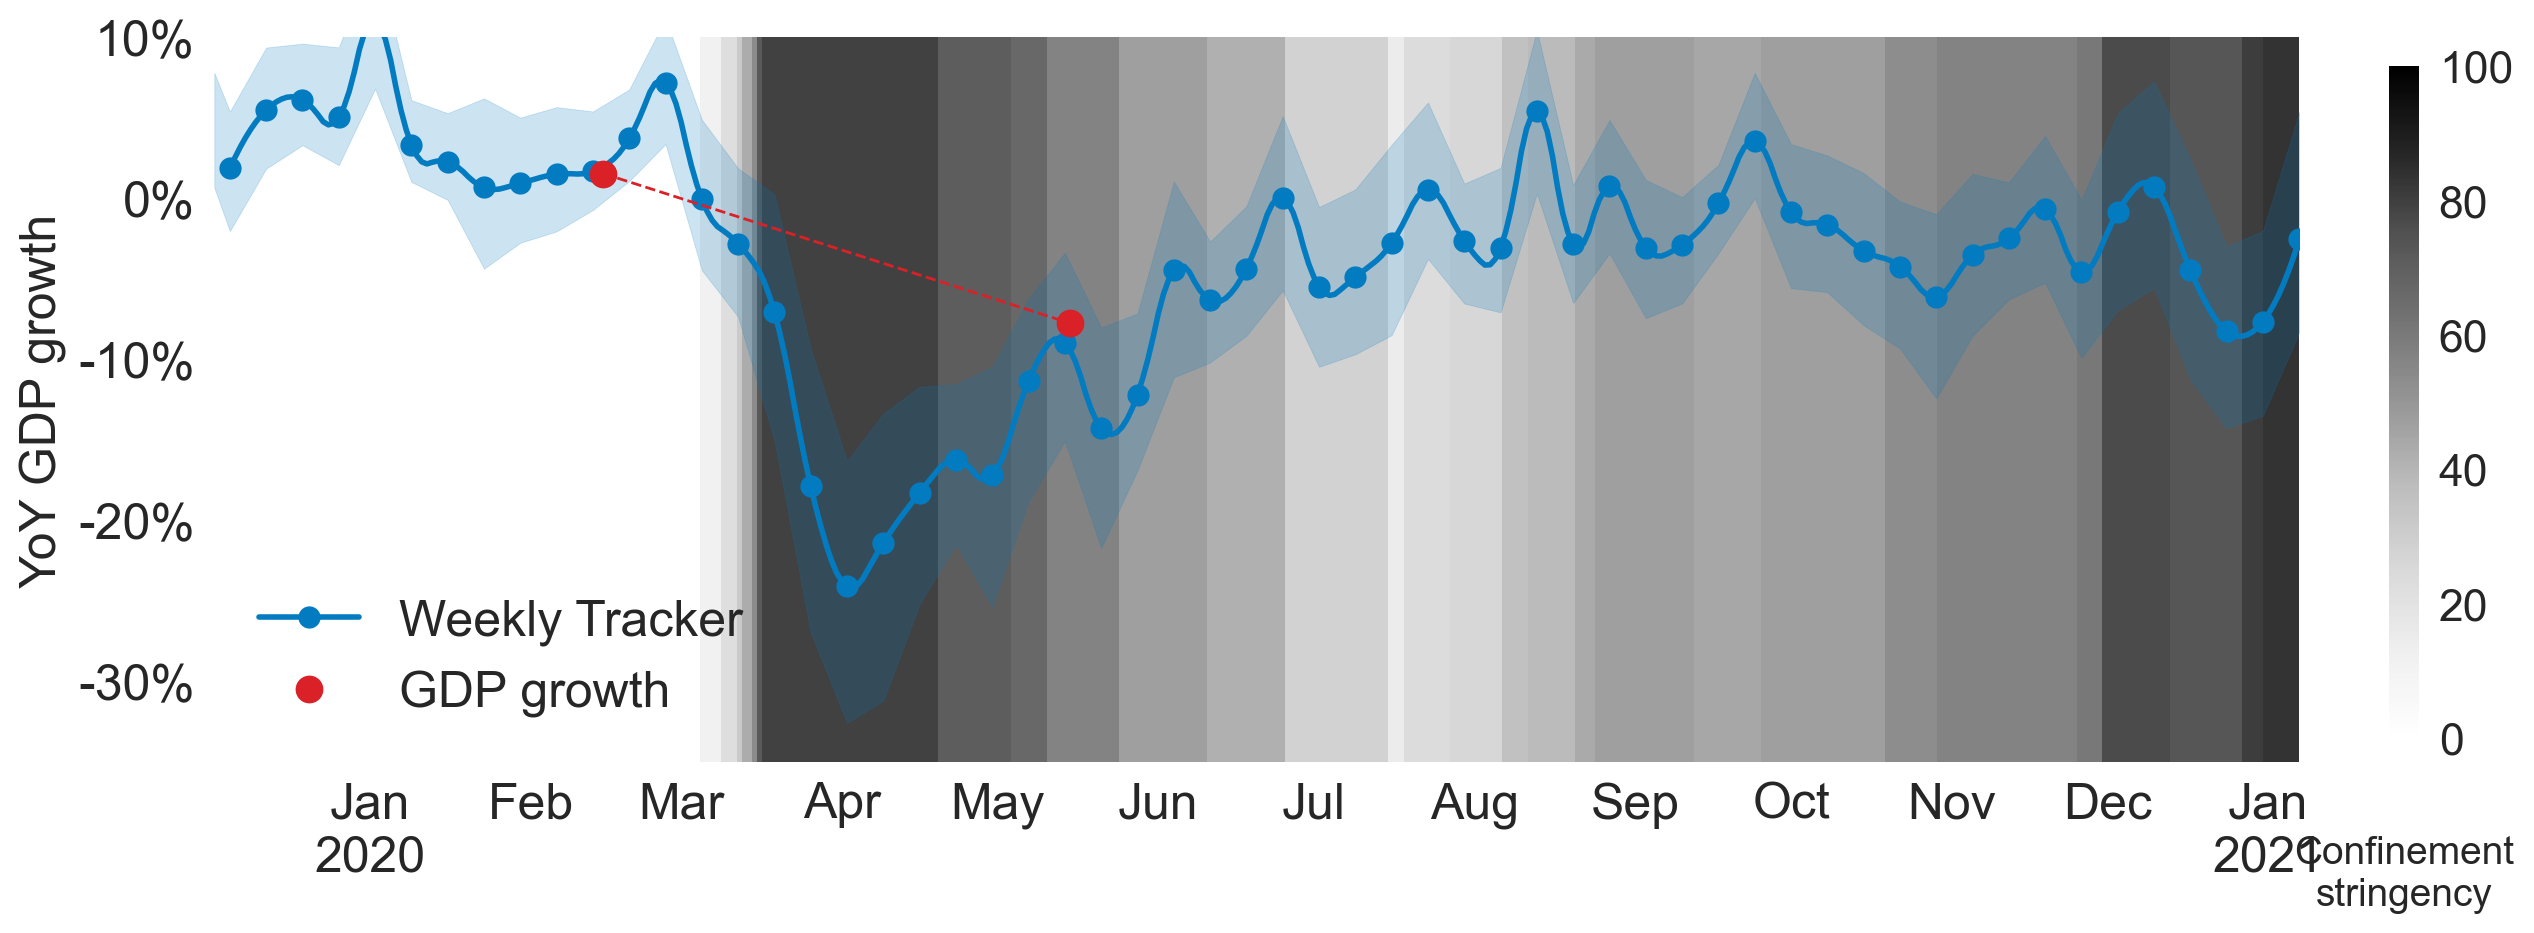 10%
0%
-10%
-20%
-30%
YoY GDP growth
Weekly Tracker
GDP growth
Jan Feb Mar Apr May Jun Jul Aug Sep Oct Nov Dec Jan
2020 2021
100
80
60
40
20
0
Confinement
stringency